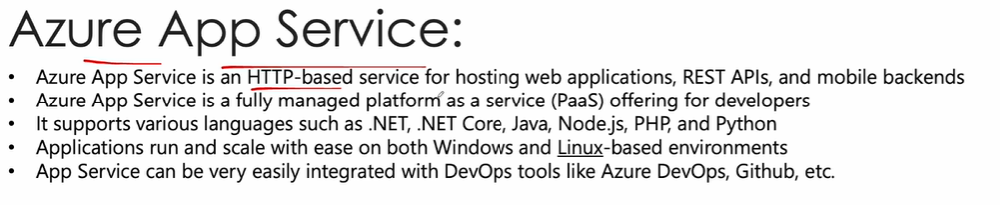 Azure App Service:
• Azure App Service is an HTTP-based service for hosting web applications, REST APIs, and mobile backends
• Azure App Service is a fully managed platform as a service (PaaS) offering for developers
• It supports various languages such as .NET, .NET Core, Java, Node.js, PHP, and Python
• Applications run and scale with ease on both Windows and Linux-based environments
• App Service can be very easily integrated with DevOps tools like Azure DevOps, Github, etc.